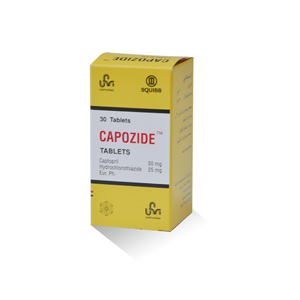 SQUIBB
30 Tablets
CAPOZIDE™
TABLETS
Captopril 50 mg
Hydrochlorothiazide 25 mg
Eur. Ph.